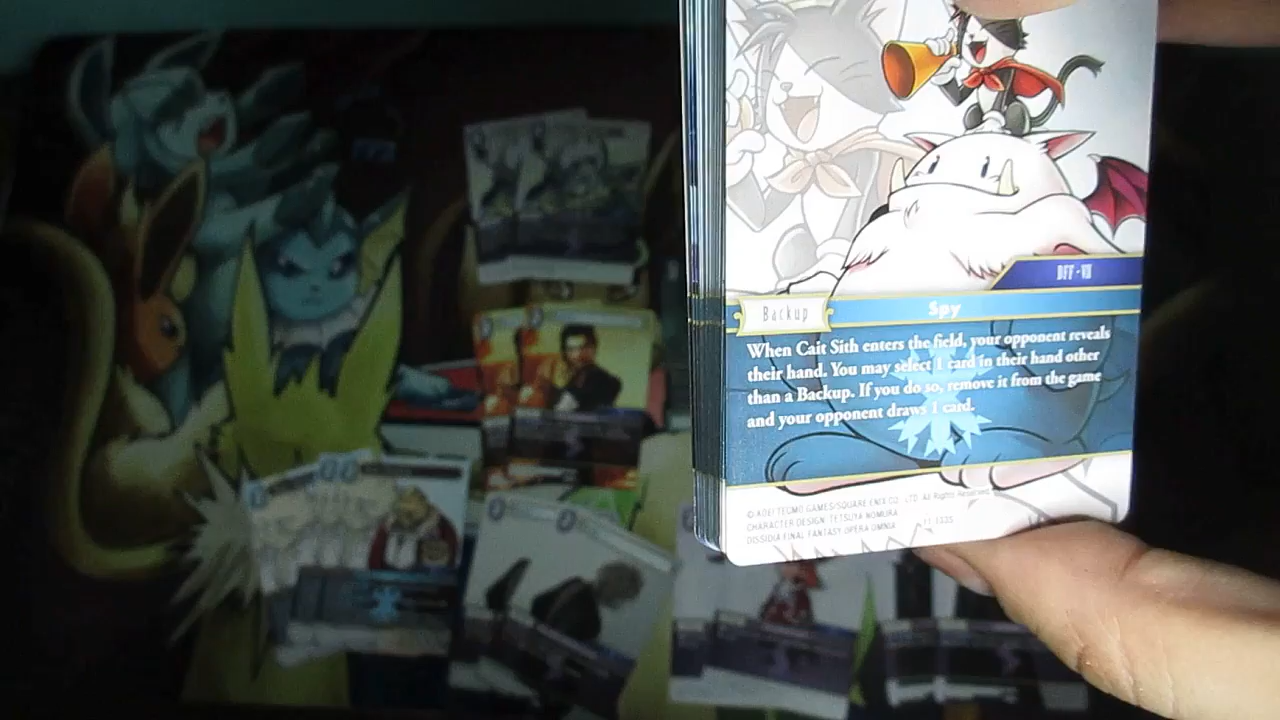 DFF · VII
Backup
Spy
When Cait Sith enters the field, your opponent reveals
their hand. You may select 1 card in their hand other
than a Backup. If you do so, remove it from the game
and your opponent draws 1 card.
© KOEI TECMO GAMES/SQUARE ENIX CO., LTD. All Rights Reserved.
CHARACTER DESIGN: TETSUYA NOMURA
DISSIDIA FINAL FANTASY OPERA OMNIA
11-133S